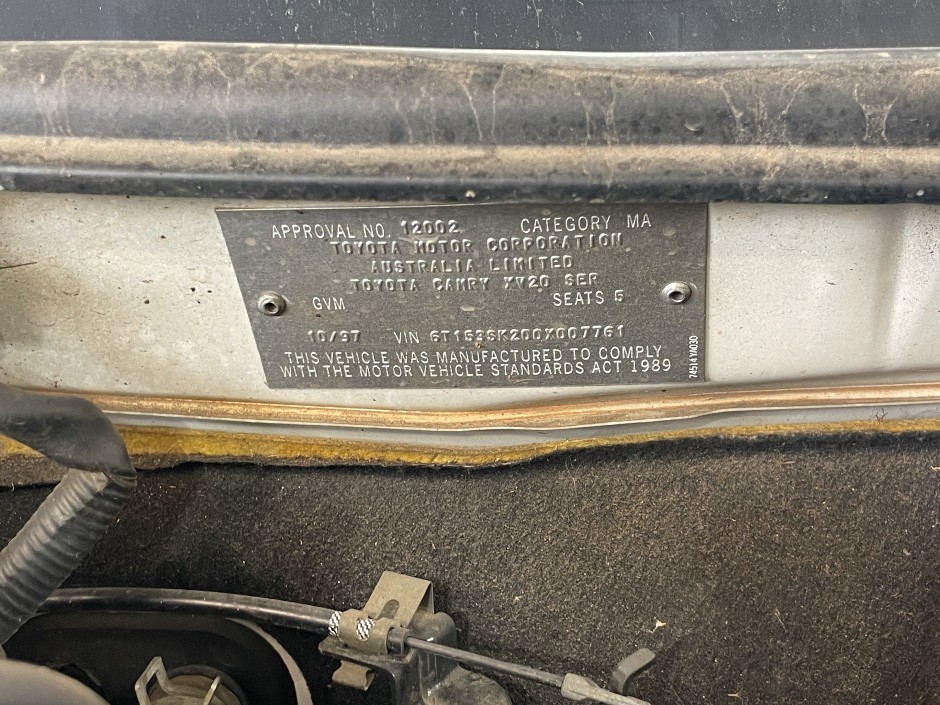 APPROVAL NO. 12002 CATEGORY MA
TOYOTA MOTOR CORPORATION
AUSTRALIA LIMITED
TOYOTA CAMRY XV20 SER
GVM SEATS 5
10/97 VIN 6T153SK200X007761
THIS VEHICLE WAS MANUFACTURED TO COMPLY
WITH THE MOTOR VEHICLE STANDARDS ACT 1989
74514YA030